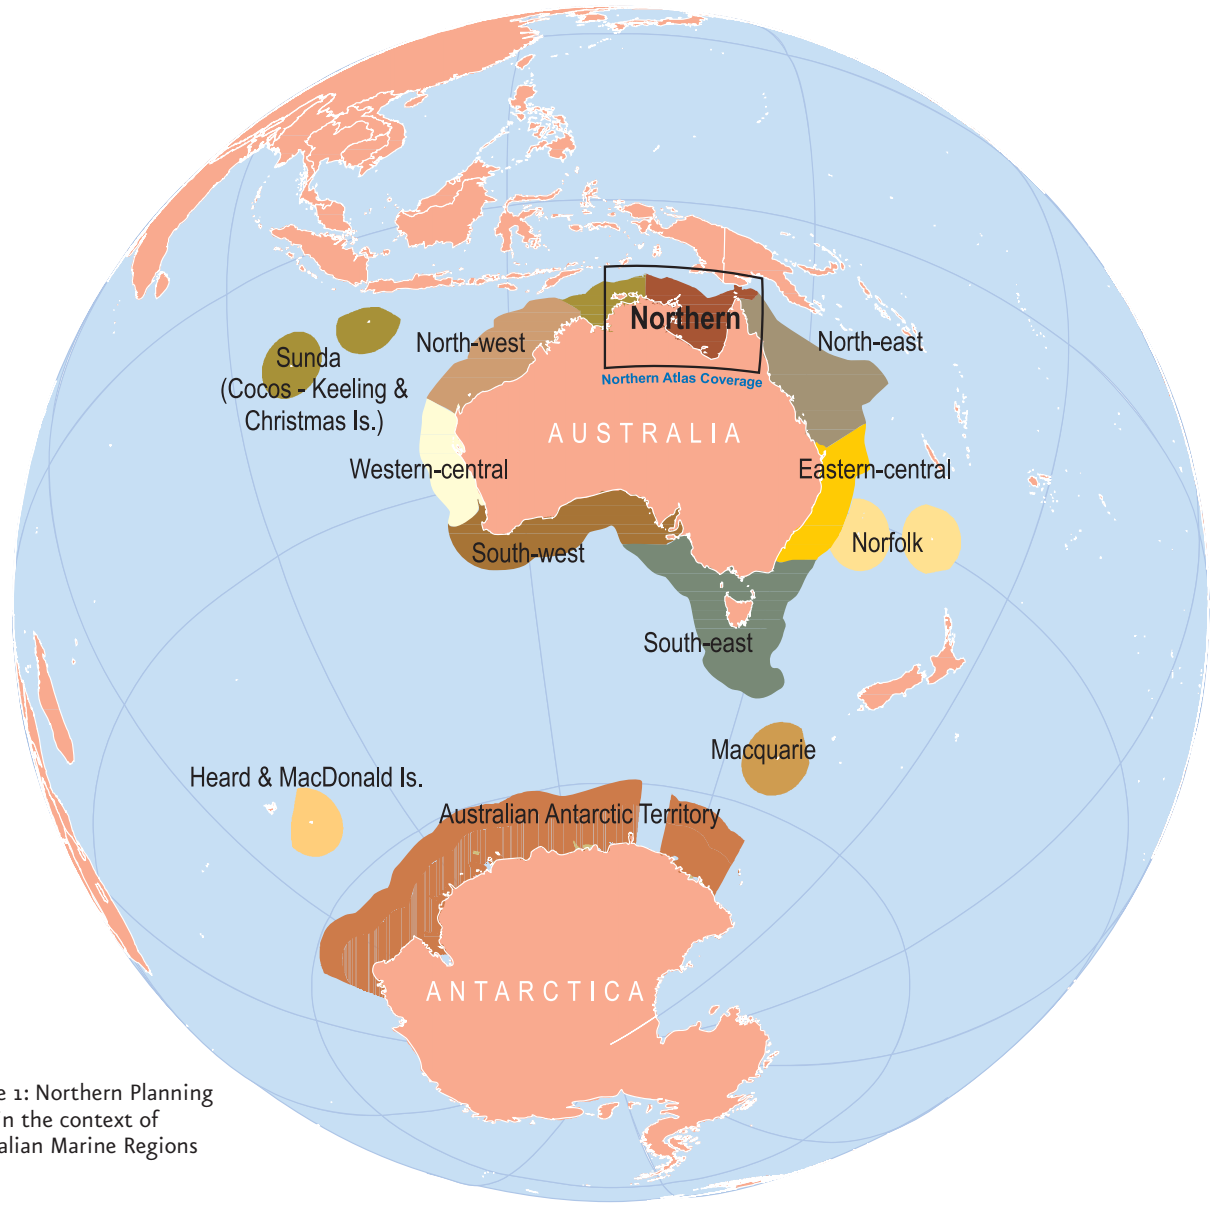 Northern
North-west
North-east
Sunda
(Cocos - Keeling &
Christmas Is.)
Northern Atlas Coverage
AUSTRALIA
Western-central
Eastern-central
South-west
Norfolk
South-east
Macquarie
Heard & MacDonald Is.
Australian Antarctic Territory
ANTARCTICA
e 1: Northern Planning
in the context of
alian Marine Regions